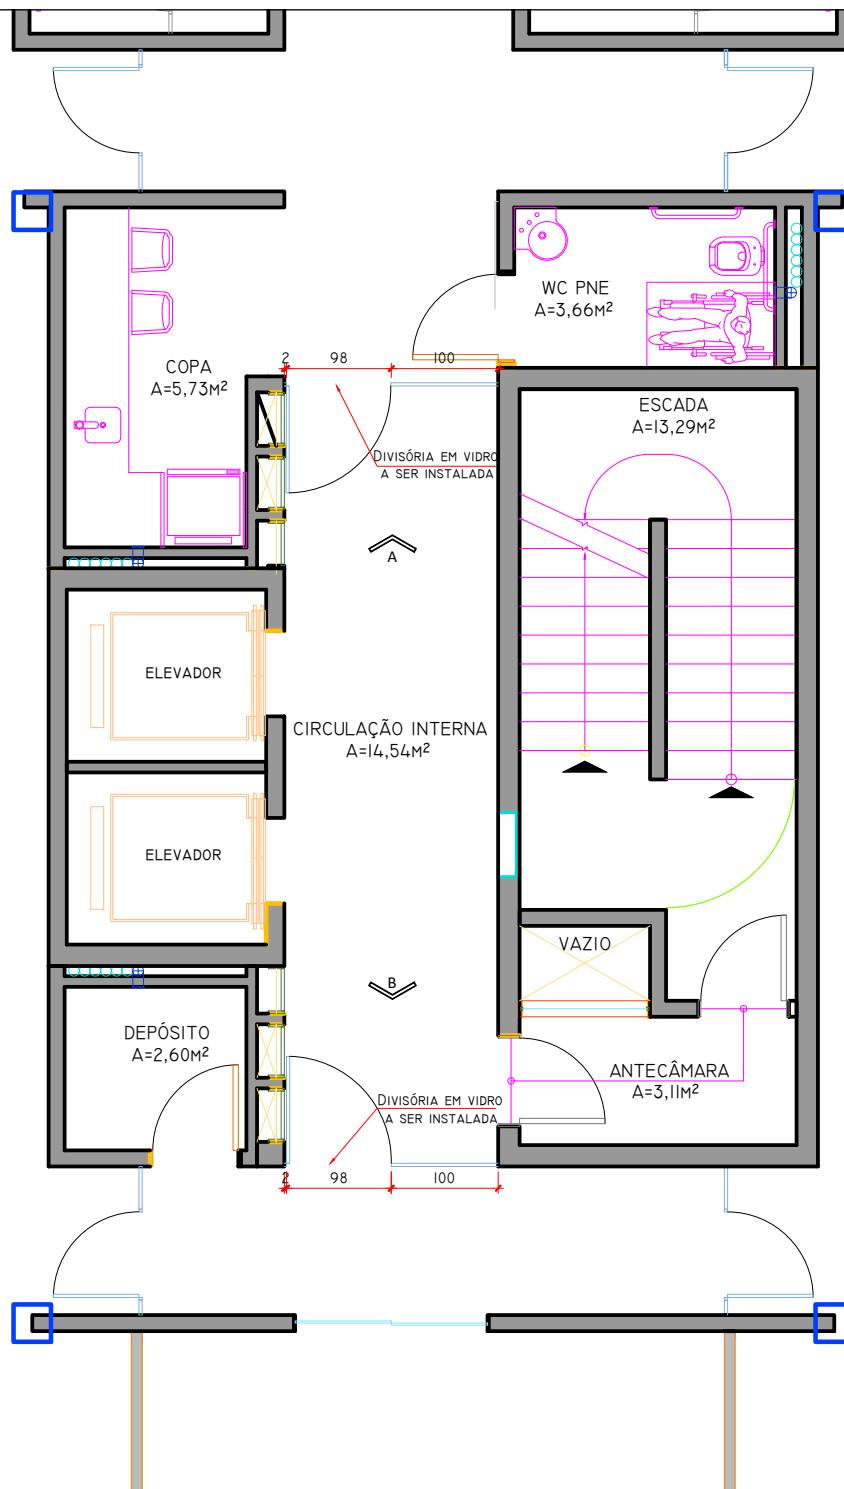 WC PNE
A=3,66M²
2
98
100
COPA
A=5,73M²
ESCADA
A=13,29M²
DIVISÓRIA EM VIDRO
A SER INSTALADA
A
ELEVADOR
CIRCULAÇÃO INTERNA
A=14,54M²
ELEVADOR
VAZIO
B
DEPÓSITO
A=2,60M²
ANTECÂMARA
A=3,11M²
DIVISÓRIA EM VIDRO
A SER INSTALADA
2
98
100